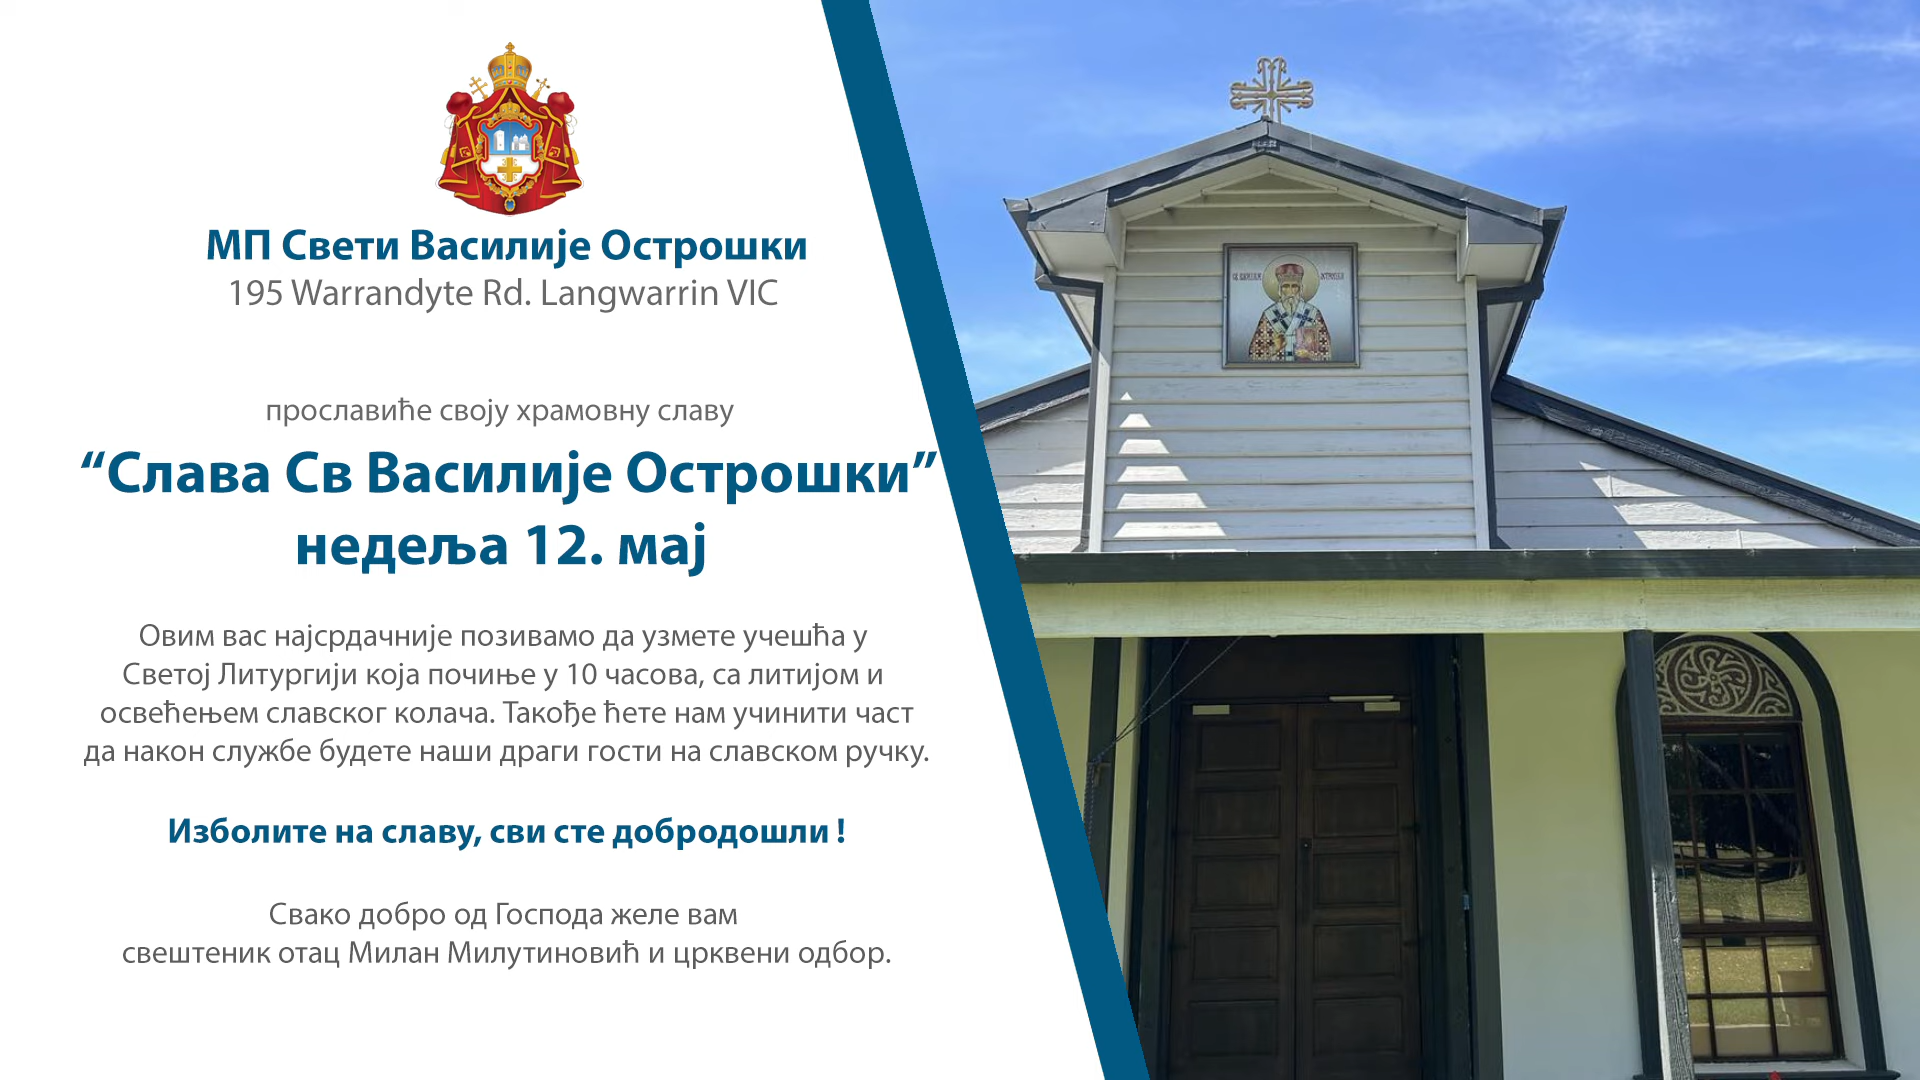 МП Свети Василије Острошки
195 Warrandyte Rd. Langwarrin VIC
прославиће своју храмовну славу
“Слава Св Василије Острошки”
недеља 12. мај
Овим вас најсрдачније позивамо да узмете учешћа у
Светој Литургији која почиње у 10 часова, са литијом и
освећењем славског колача. Такође ћете нам учинити част
да након службе будете наши драги гости на славском ручку.
Изболите на славу, сви сте добродошли !
Свако добро од Господа желе вам
свештеник отац Милан Милутиновић и црквени одбор.